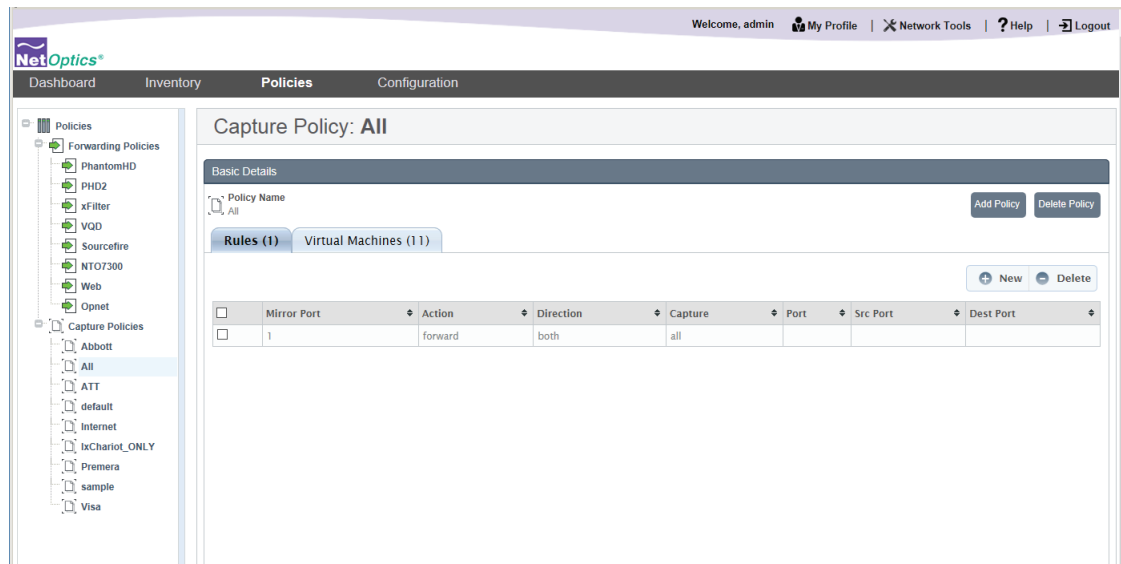 Welcome, admin My Profile | Network Tools | ? Help | Logout
Net Optics®
Dashboard Inventory Policies Configuration
Policies
Forwarding Policies
PhantomHD
PHD2
xFilter
VQD
Sourcefire
NTO7300
Web
Opnet
Capture Policies
Abbott
All
ATT
default
Internet
IxChariot_ONLY
Premera
sample
Visa
Capture Policy: All
Basic Details
Policy Name
All
Add Policy Delete Policy
Rules (1) Virtual Machines (11)
New Delete
Mirror Port Action Direction Capture Port Src Port Dest Port
1 forward both all